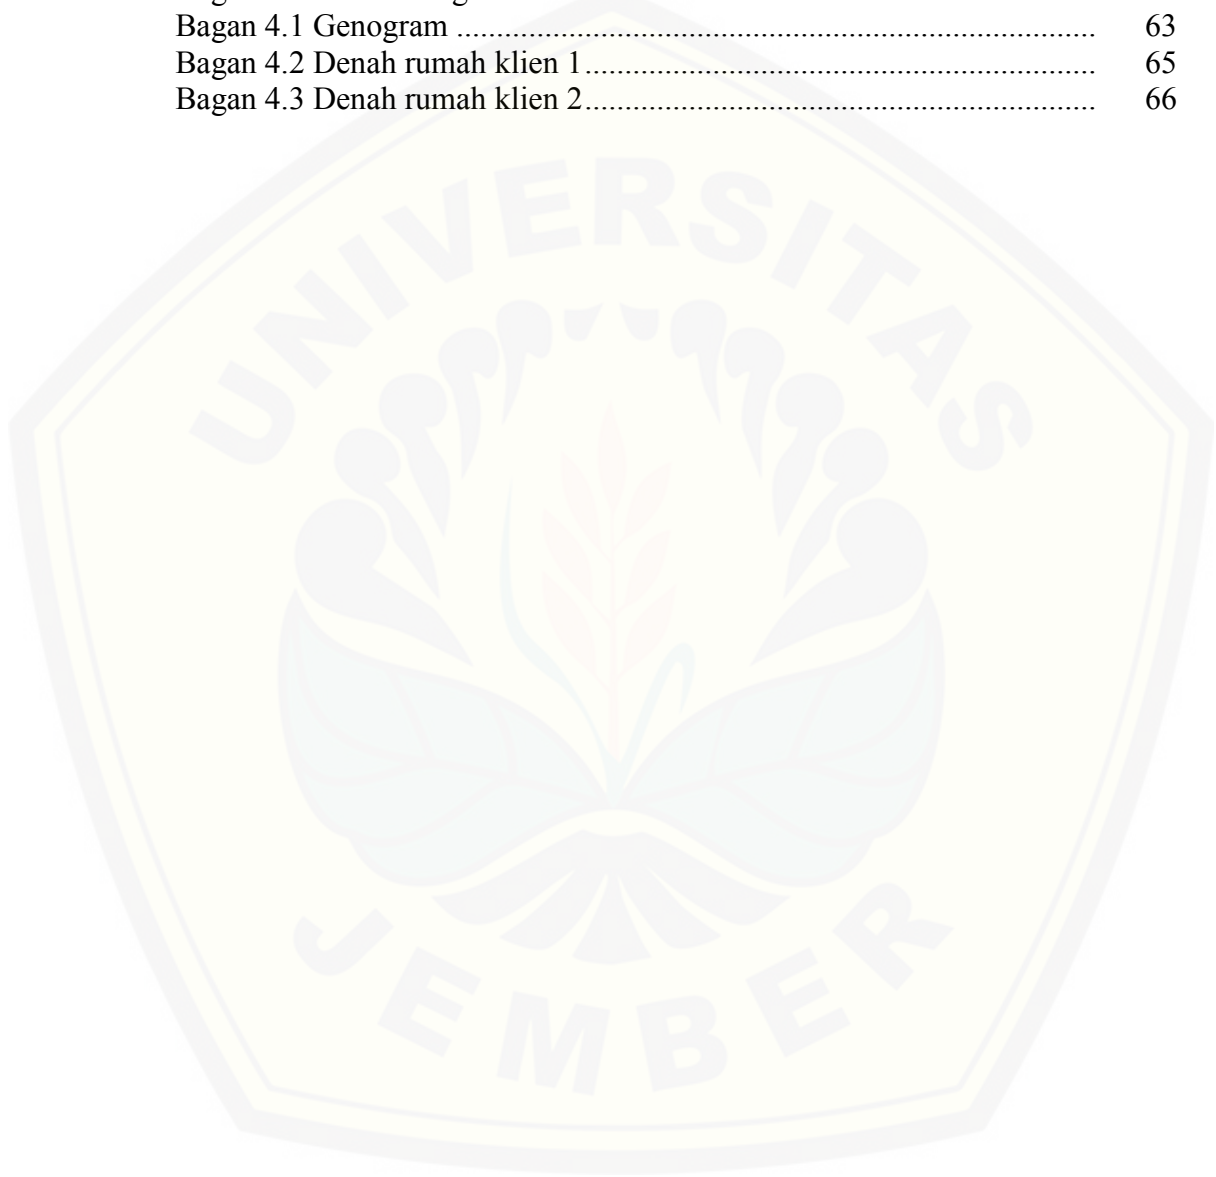 Bagan 4.1 Genogram ................................................................................ 63
Bagan 4.2 Denah rumah klien 1................................................................ 65
Bagan 4.3 Denah rumah klien 2................................................................ 66
UNIVERSITAS
JEMBER